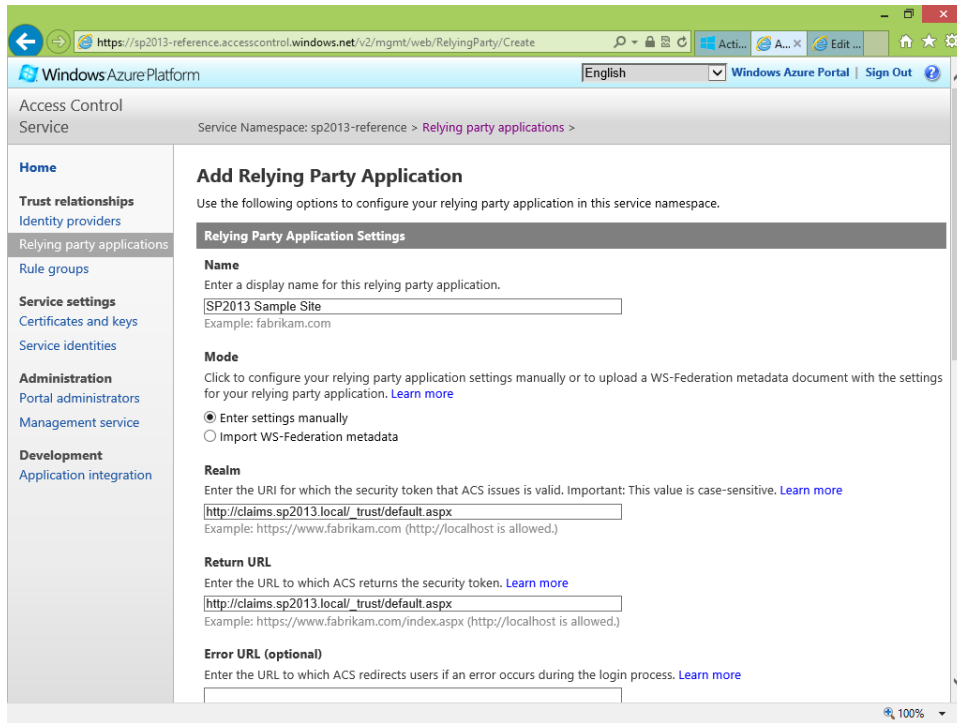 https://sp2013-reference.accesscontrol.windows.net/v2/mgmt/web/RelyingParty/Create
Acti...
A...
Edit ...
Windows Azure Platform
English
Windows Azure Portal | Sign Out
Access Control
Service
Service Namespace: sp2013-reference > Relying party applications >
Home
Trust relationships
Identity providers
Relying party applications
Rule groups
Service settings
Certificates and keys
Service identities
Administration
Portal administrators
Management service
Development
Application integration
Add Relying Party Application
Use the following options to configure your relying party application in this service namespace.
Relying Party Application Settings
Name
Enter a display name for this relying party application.
SP2013 Sample Site
Example: fabrikam.com
Mode
Click to configure your relying party application settings manually or to upload a WS-Federation metadata document with the settings
for your relying party application. Learn more
Enter settings manually
Import WS-Federation metadata
Realm
Enter the URI for which the security token that ACS issues is valid. Important: This value is case-sensitive. Learn more
http://claims.sp2013.local/_trust/default.aspx
Example: https://www.fabrikam.com (http://localhost is allowed.)
Return URL
Enter the URL to which ACS returns the security token. Learn more
http://claims.sp2013.local/_trust/default.aspx
Example: https://www.fabrikam.com/index.aspx (http://localhost is allowed.)
Error URL (optional)
Enter the URL to which ACS redirects users if an error occurs during the login process. Learn more
100%